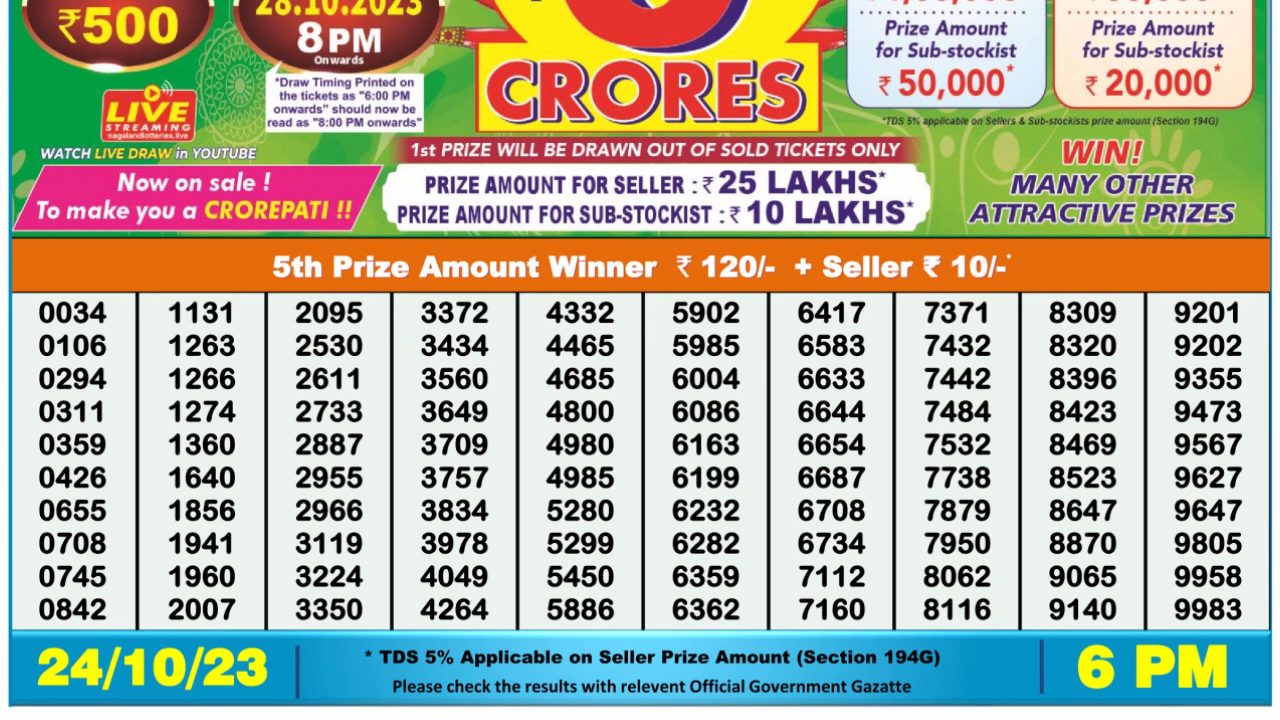 ₹500
28.10.2023
8PM
Onwards
*Draw Timing Printed on
the tickets as "6:00 PM
onwards" should now be
read as "8:00 PM onwards"
LIVE
STREAMING
nagalandlotteries.live
WATCH LIVE DRAW in YOUTUBE
Now on sale !
To make you a CROREPATI !!
CRORES
1st PRIZE WILL BE DRAWN OUT OF SOLD TICKETS ONLY
PRIZE AMOUNT FOR SELLER : ₹ 25 LAKHS*
PRIZE AMOUNT FOR SUB-STOCKIST : ₹ 10 LAKHS*
Prize Amount
for Sub-stockist
₹ 50,000*
Prize Amount
for Sub-stockist
₹ 20,000*
*TDS 5% applicable on Sellers & Sub-stockists prize amount (Section 194G)
WIN!
MANY OTHER
ATTRACTIVE PRIZES
5th Prize Amount Winner ₹ 120/- + Seller ₹ 10/-*
0034 1131 2095 3372 4332 5902 6417 7371 8309 9201
0106 1263 2530 3434 4465 5985 6583 7432 8320 9202
0294 1266 2611 3560 4685 6004 6633 7442 8396 9355
0311 1274 2733 3649 4800 6086 6644 7484 8423 9473
0359 1360 2887 3709 4980 6163 6654 7532 8469 9567
0426 1640 2955 3757 4985 6199 6687 7738 8523 9627
0655 1856 2966 3834 5280 6232 6708 7879 8647 9647
0708 1941 3119 3978 5299 6282 6734 7950 8870 9805
0745 1960 3224 4049 5450 6359 7112 8062 9065 9958
0842 2007 3350 4264 5886 6362 7160 8116 9140 9983
24/10/23
* TDS 5% Applicable on Seller Prize Amount (Section 194G)
Please check the results with relevent Official Government Gazatte
6 PM